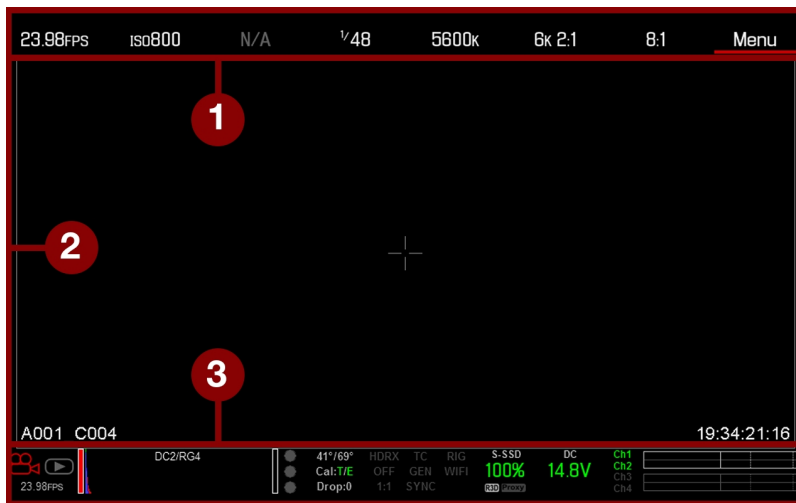 23.98FPS ISO800 N/A 1/48 5600K 6K 2:1 8:1 Menu
1
2
3
A001 C004 19:34:21:16
DC2/RG4 41°/69° HDRX TC RIG S-SSD DC Ch1
Cal:T/E OFF GEN WIFI 100% 14.8V Ch2
23.98FPS Drop:0 1:1 SYNC R3D Proxy Ch3
Ch4